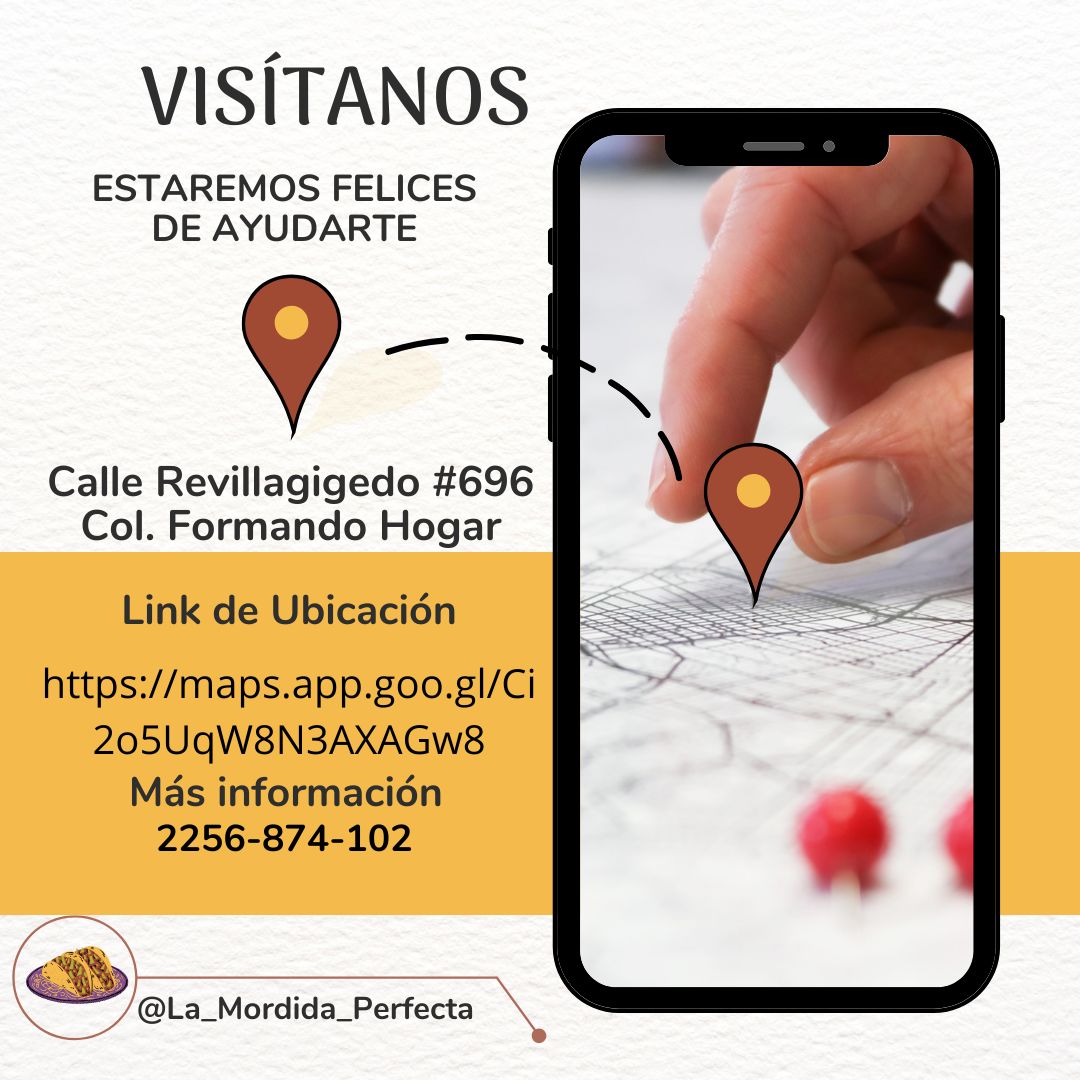 VISÍTANOS
ESTAREMOS FELICES
DE AYUDARTE
Calle Revillagigedo #696
Col. Formando Hogar
Link de Ubicación
https://maps.app.goo.gl/Ci
2o5UqW8N3AXAGw8
Más información
2256-874-102
@La_Mordida_Perfecta